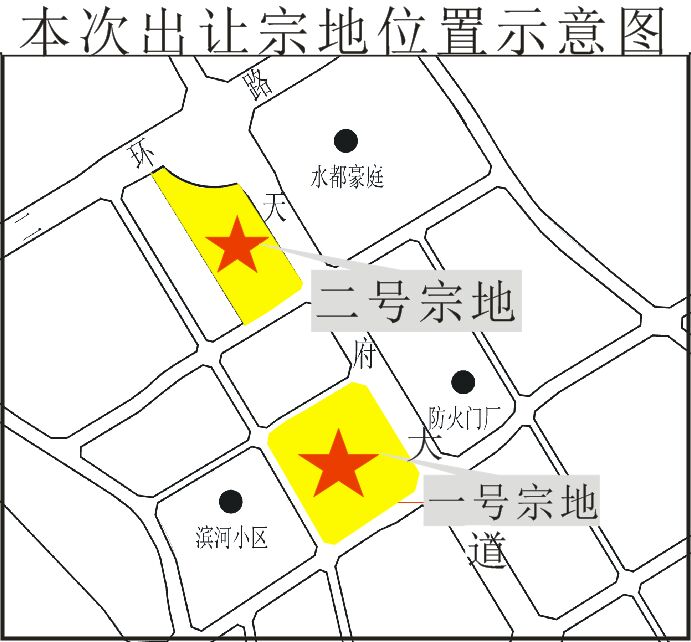 本次出让宗地位置示意图
二环路
水都豪庭
天府大道
二号宗地
防火门厂
一号宗地
滨河小区